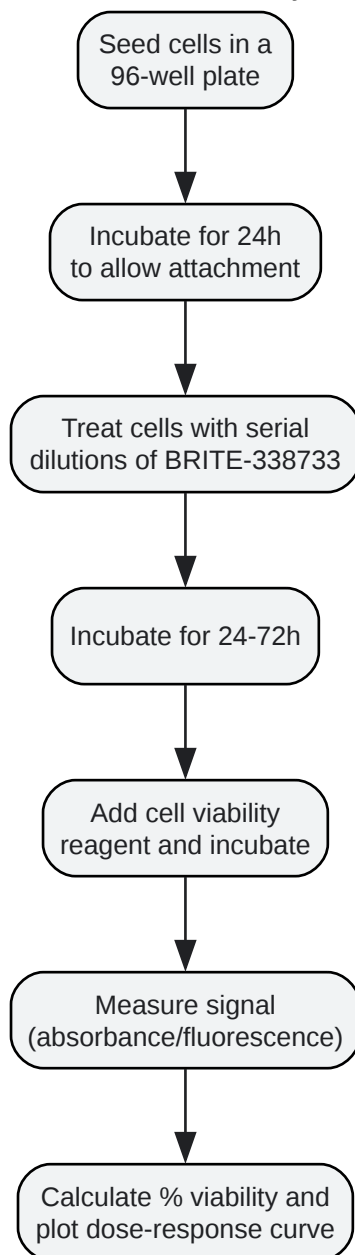 Seed cells in a
96-well plate
Incubate for 24h
to allow attachment
Treat cells with serial
dilutions of BRITE-338733
Incubate for 24-72h
Add cell viability
reagent and incubate
Measure signal
(absorbance/fluorescence)
Calculate % viability and
plot dose-response curve